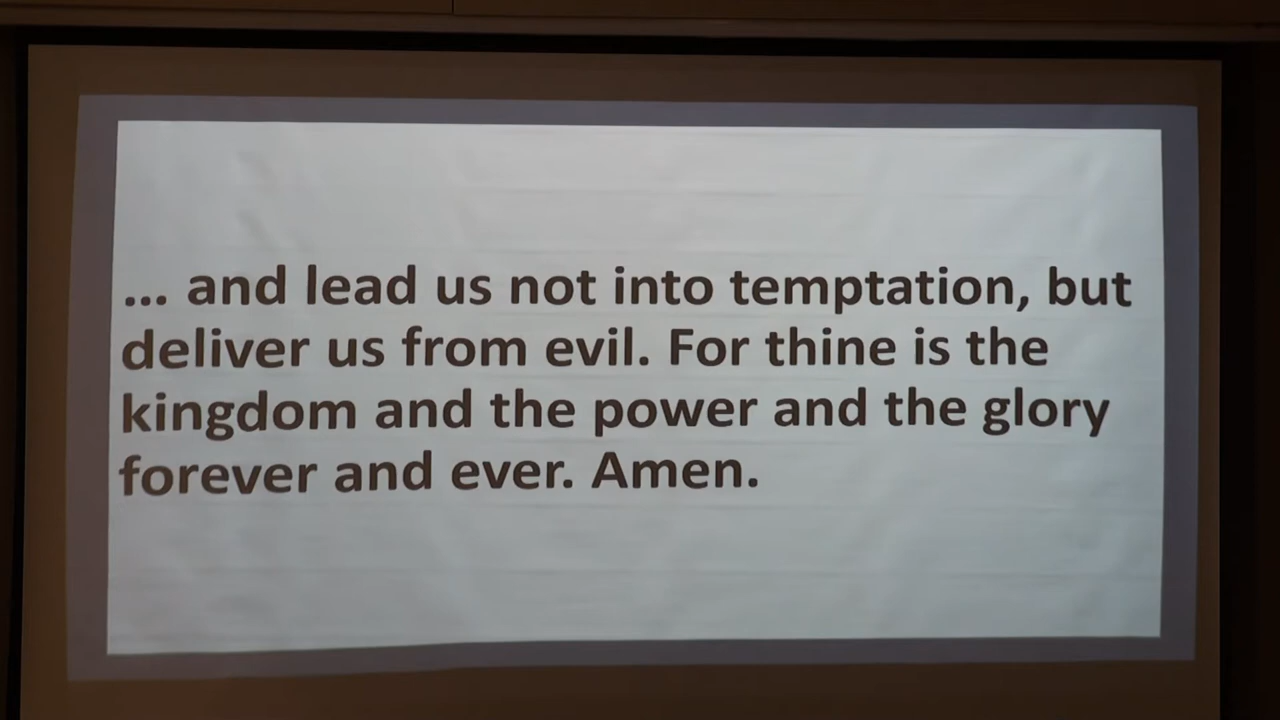 ... and lead us not into temptation, but
deliver us from evil. For thine is the
kingdom and the power and the glory
forever and ever. Amen.